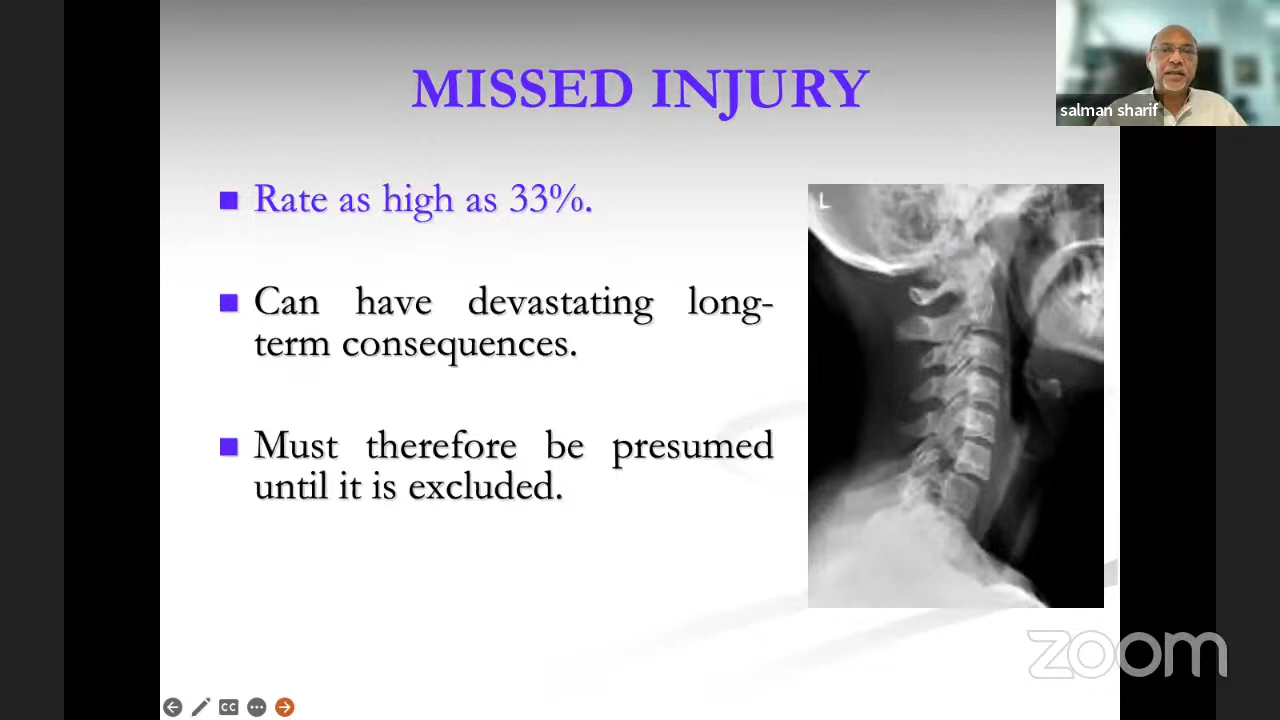 MISSED INJURY
salman sharif
Rate as high as 33%.
L
Can have devastating long-
term consequences.
Must therefore be presumed
until it is excluded.
zoom
CC